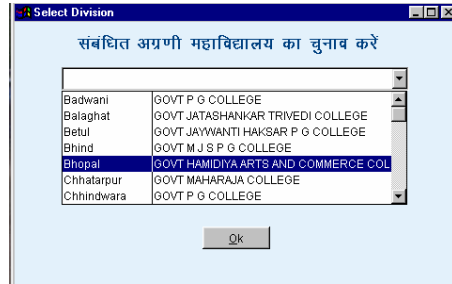 Select Division
संबंधित अग्रणी महाविद्यालय का चुनाव करें
Badwani GOVT P G COLLEGE
Balaghat GOVT JATASHANKAR TRIVEDI COLLEGE
Betul GOVT JAYWANTI HAKSAR P G COLLEGE
Bhind GOVT M J S P G COLLEGE
Bhopal GOVT HAMIDIYA ARTS AND COMMERCE COL
Chhatarpur GOVT MAHARAJA COLLEGE
Chhindwara GOVT P G COLLEGE
Ok